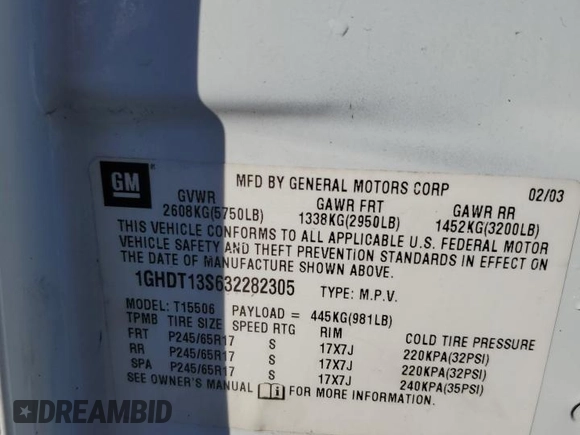 GM
MFD BY GENERAL MOTORS CORP 02/03
GVWR GAWR FRT GAWR RR
2608KG(5750LB) 1338KG(2950LB) 1452KG(3200LB)
THIS VEHICLE CONFORMS TO ALL APPLICABLE U.S. FEDERAL MOTOR
VEHICLE SAFETY AND THEFT PREVENTION STANDARDS IN EFFECT ON
THE DATE OF MANUFACTURE SHOWN ABOVE.
1GHDT13S632282305 TYPE: M.P.V.
MODEL: T15506 PAYLOAD = 445KG(981LB)
TPMB TIRE SIZE SPEED RTG RIM COLD TIRE PRESSURE
FRT P245/65R17 S 17X7J 220KPA(32PSI)
RR P245/65R17 S 17X7J 220KPA(32PSI)
SPA P245/65R17 S 17X7J 240KPA(35PSI)
SEE OWNER'S MANUAL FOR MORE INFORMATION.
DREAMBID